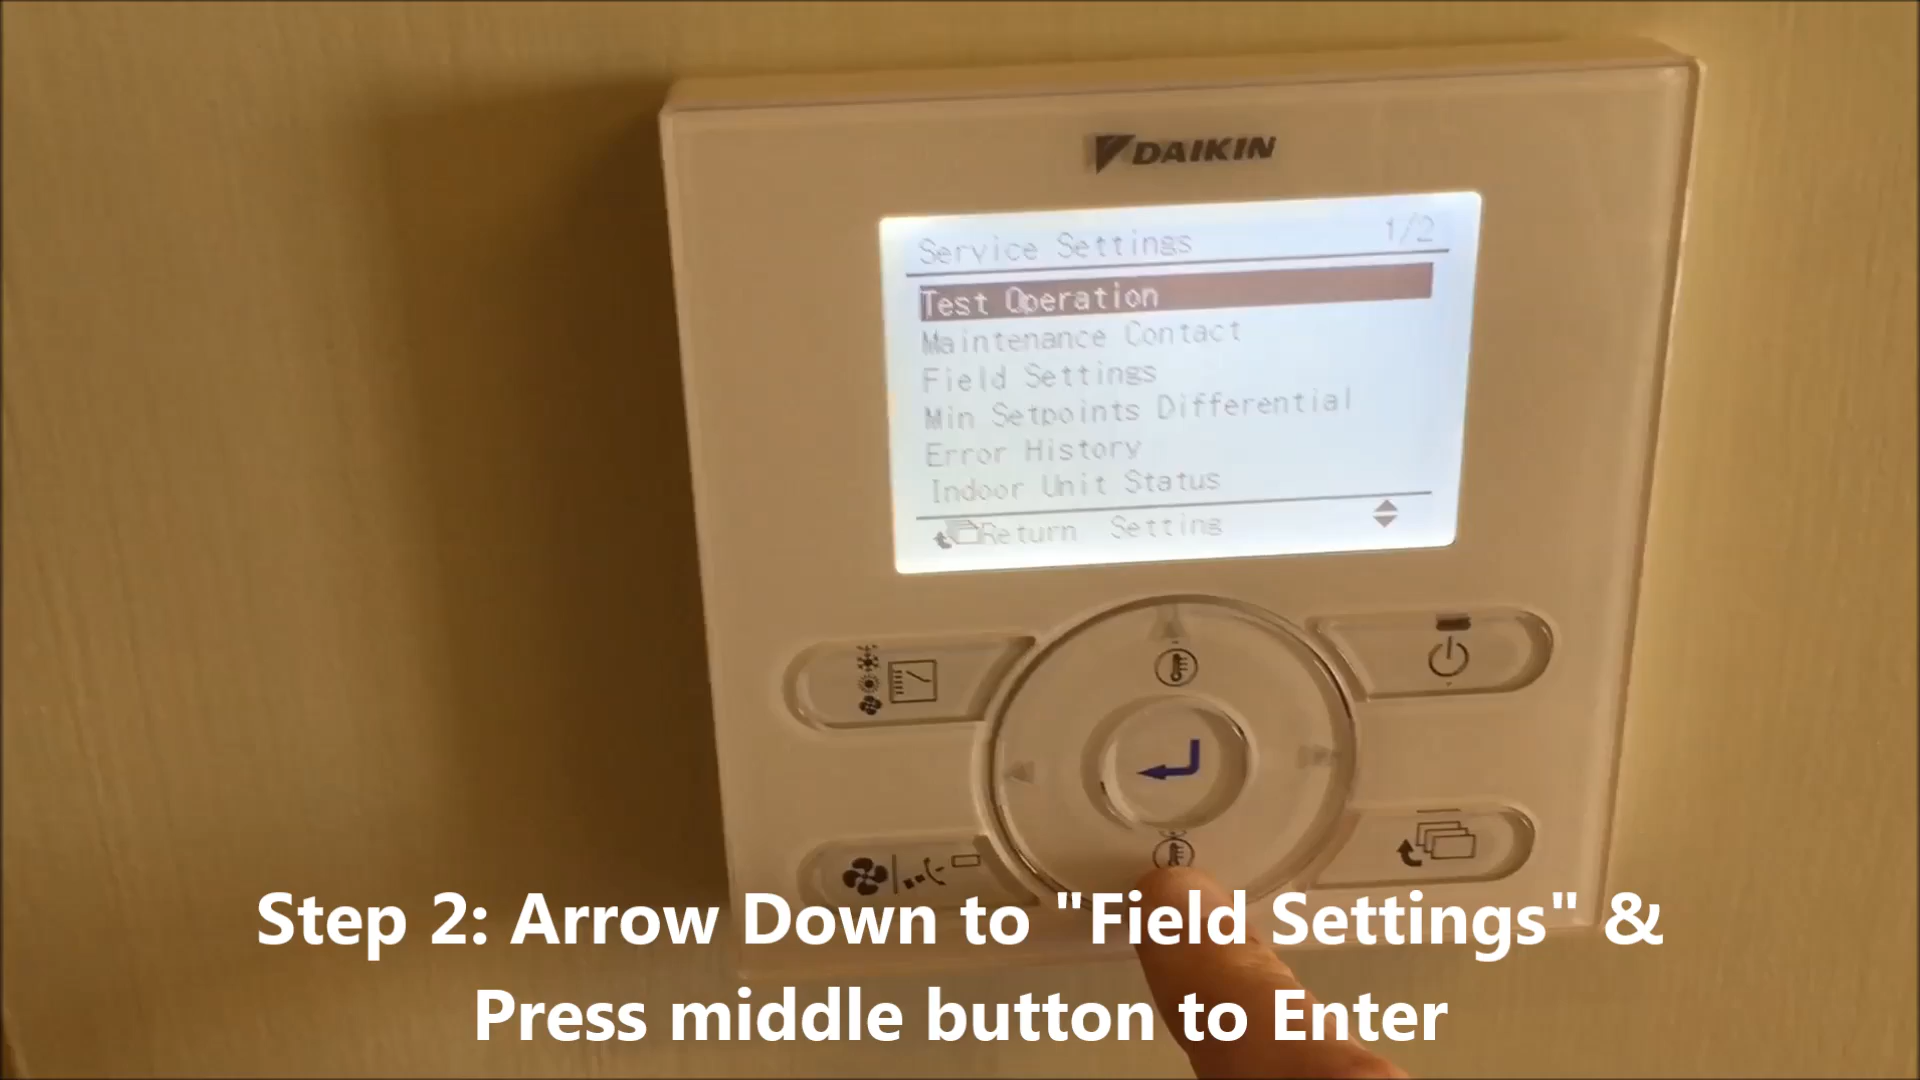 DAIKIN
Service Settings 1/2
Test Operation
Maintenance Contact
Field Settings
Min Setpoints Differential
Error History
Indoor Unit Status
Return Setting
Step 2: Arrow Down to "Field Settings" &
Press middle button to Enter